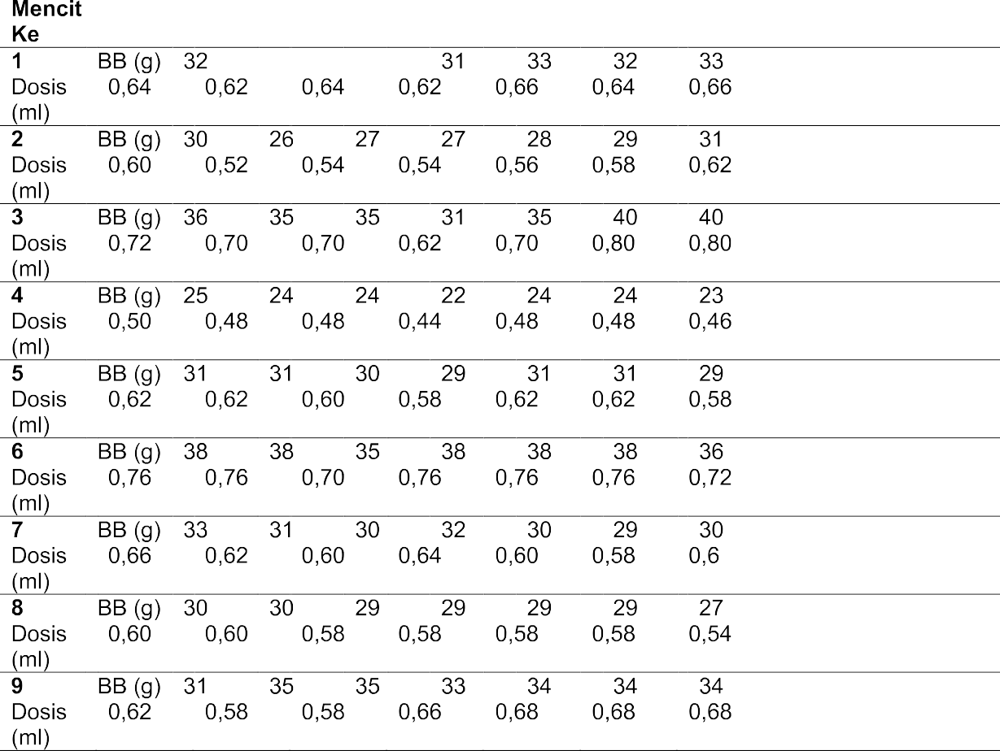 Mencit
Ke
1 BB (g) 32 31 33 32 33
Dosis 0,64 0,62 0,64 0,62 0,66 0,64 0,66
(ml)
2 BB (g) 30 26 27 27 28 29 31
Dosis 0,60 0,52 0,54 0,54 0,56 0,58 0,62
(ml)
3 BB (g) 36 35 35 31 35 40 40
Dosis 0,72 0,70 0,70 0,62 0,70 0,80 0,80
(ml)
4 BB (g) 25 24 24 22 24 24 23
Dosis 0,50 0,48 0,48 0,44 0,48 0,48 0,46
(ml)
5 BB (g) 31 31 30 29 31 31 29
Dosis 0,62 0,62 0,60 0,58 0,62 0,62 0,58
(ml)
6 BB (g) 38 38 35 38 38 38 36
Dosis 0,76 0,76 0,70 0,76 0,76 0,76 0,72
(ml)
7 BB (g) 33 31 30 32 30 29 30
Dosis 0,66 0,62 0,60 0,64 0,60 0,58 0,6
(ml)
8 BB (g) 30 30 29 29 29 29 27
Dosis 0,60 0,60 0,58 0,58 0,58 0,58 0,54
(ml)
9 BB (g) 31 35 35 33 34 34 34
Dosis 0,62 0,58 0,58 0,66 0,68 0,68 0,68
(ml)